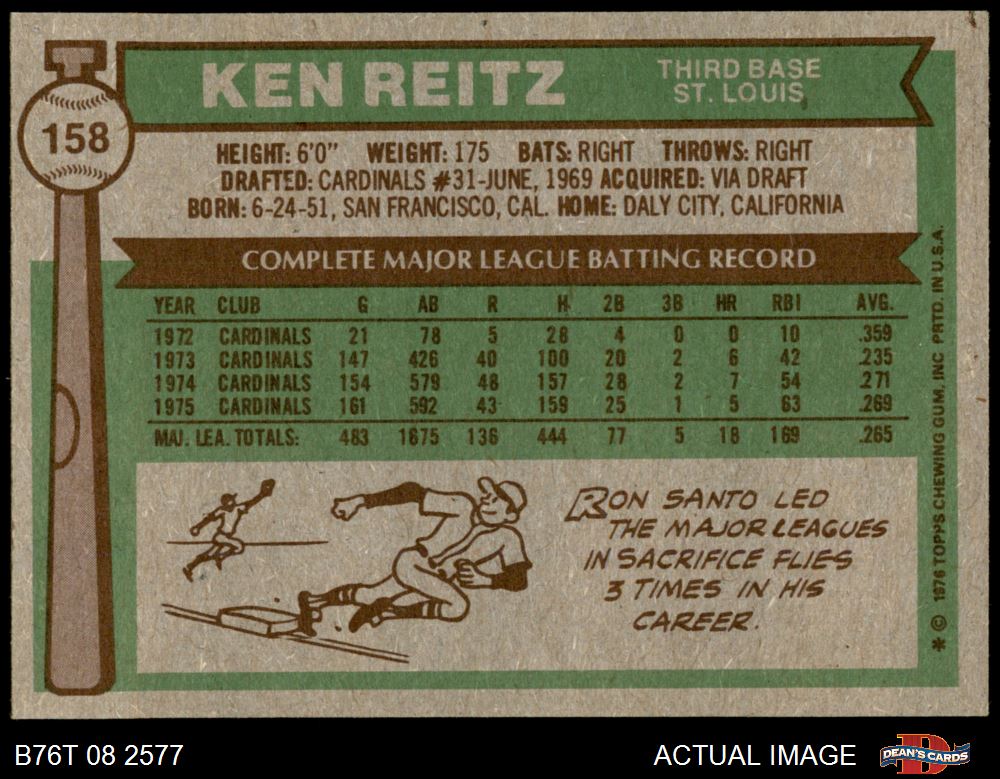 158
KEN REITZ
THIRD BASE
ST. LOUIS
HEIGHT: 6'0" WEIGHT: 175 BATS: RIGHT THROWS: RIGHT
DRAFTED: CARDINALS #31-JUNE, 1969 ACQUIRED: VIA DRAFT
BORN: 6-24-51, SAN FRANCISCO, CAL. HOME: DALY CITY, CALIFORNIA
COMPLETE MAJOR LEAGUE BATTING RECORD
YEAR CLUB G AB R H 2B 3B HR RBI AVG.
1972 CARDINALS 21 78 5 28 4 0 0 10 .359
1973 CARDINALS 147 426 40 100 20 2 6 42 .235
1974 CARDINALS 154 579 48 157 28 2 7 54 .271
1975 CARDINALS 161 592 43 159 25 1 5 63 .269
MAJ. LEA. TOTALS: 483 1675 136 444 77 5 18 169 .265
RON SANTO LED
THE MAJOR LEAGUES
IN SACRIFICE FLIES
3 TIMES IN HIS
CAREER.
* © 1976 TOPPS CHEWING GUM, INC PRTD. IN U.S.A.
B76T 08 2577
ACTUAL IMAGE
DEAN'S CARDS